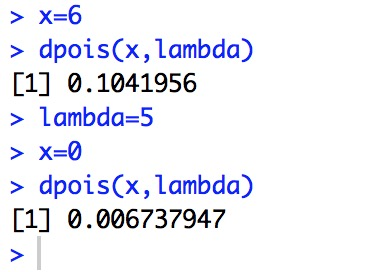 > x=6
> dpois(x,lambda)
[1] 0.1041956
> lambda=5
> x=0
> dpois(x,lambda)
[1] 0.006737947
>